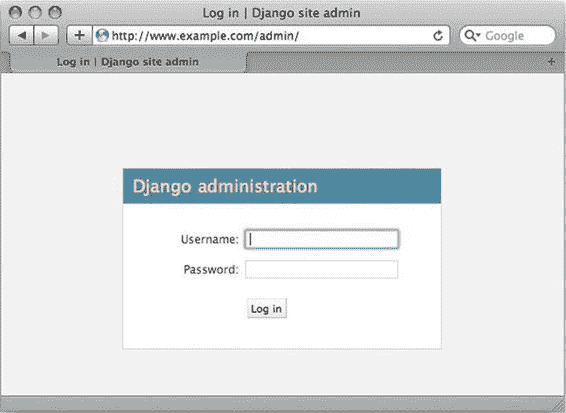 Log in | Django site admin
http://www.example.com/admin/
Google
Log in | Django site admin
Django administration
Username:
Password:
Log in